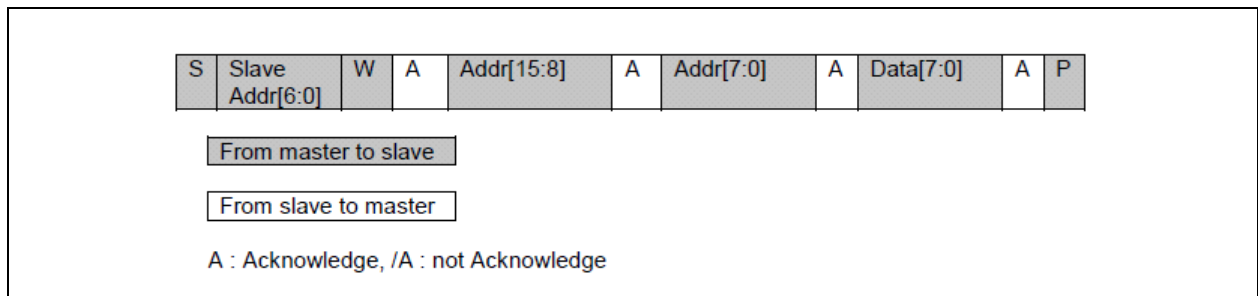 S Slave Addr[6:0] W A Addr[15:8] A Addr[7:0] A Data[7:0] A P
From master to slave
From slave to master
A : Acknowledge, /A : not Acknowledge